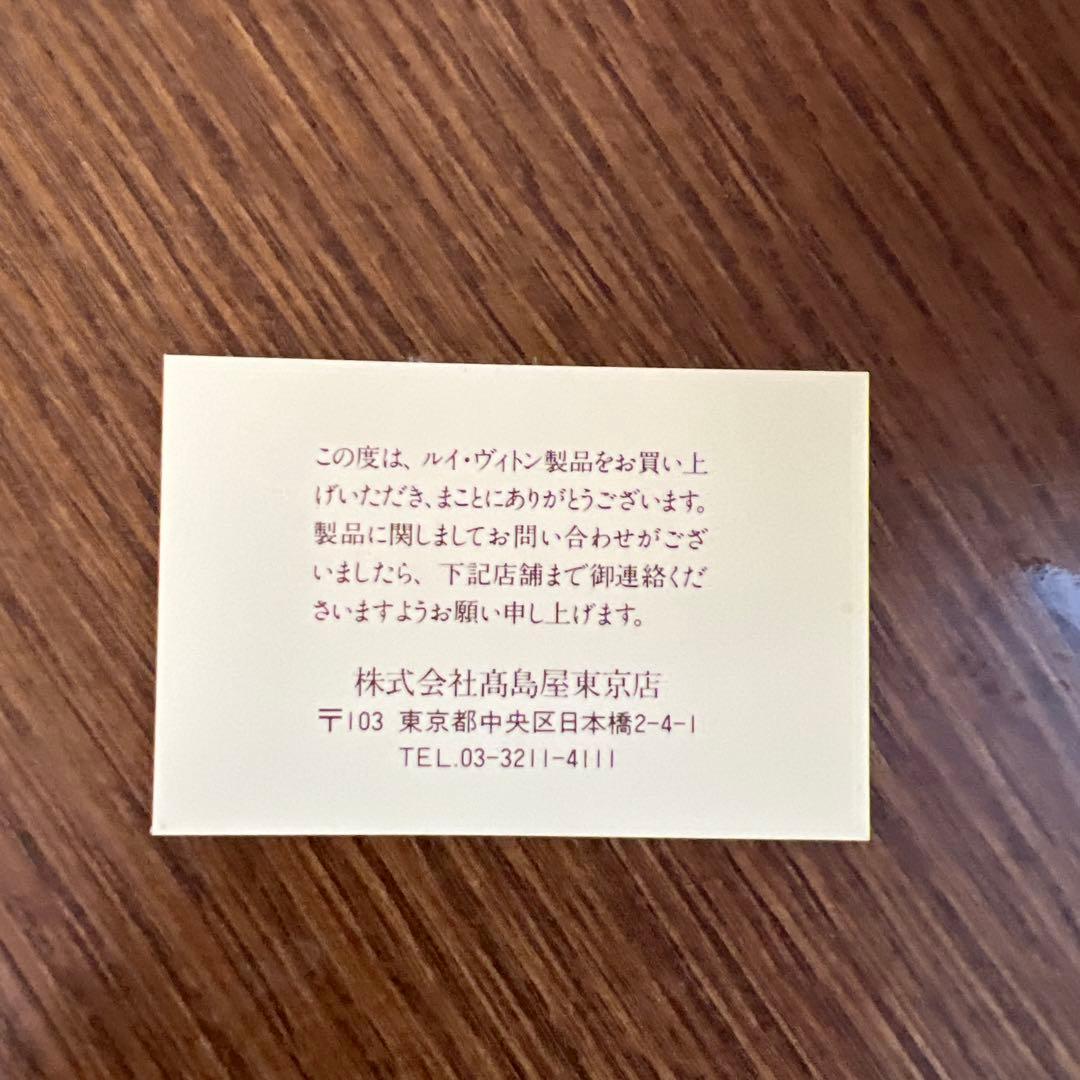 この度は、ルイ・ヴィトン製品をお買い上
げいただき、まことにありがとうございます。
製品に関しましてお問い合わせがござ
いましたら、下記店舗まで御連絡くだ
さいますようお願い申し上げます。
株式会社髙島屋東京店
〒103 東京都中央区日本橋2-4-1
TEL.03-3211-4111